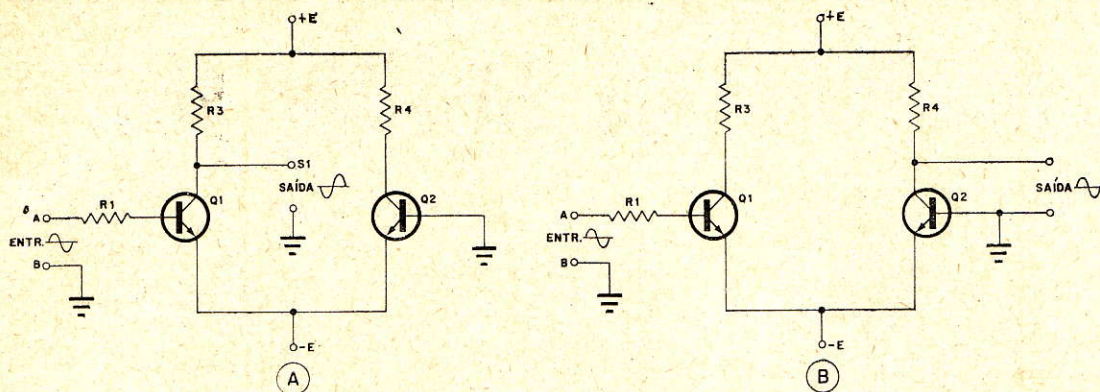 +E
R3
R4
S1
SAÍDA
Q1
Q2
A
R1
ENTR.
B
-E
A
+E
R3
R4
SAÍDA
Q1
Q2
A
R1
ENTR.
B
-E
B